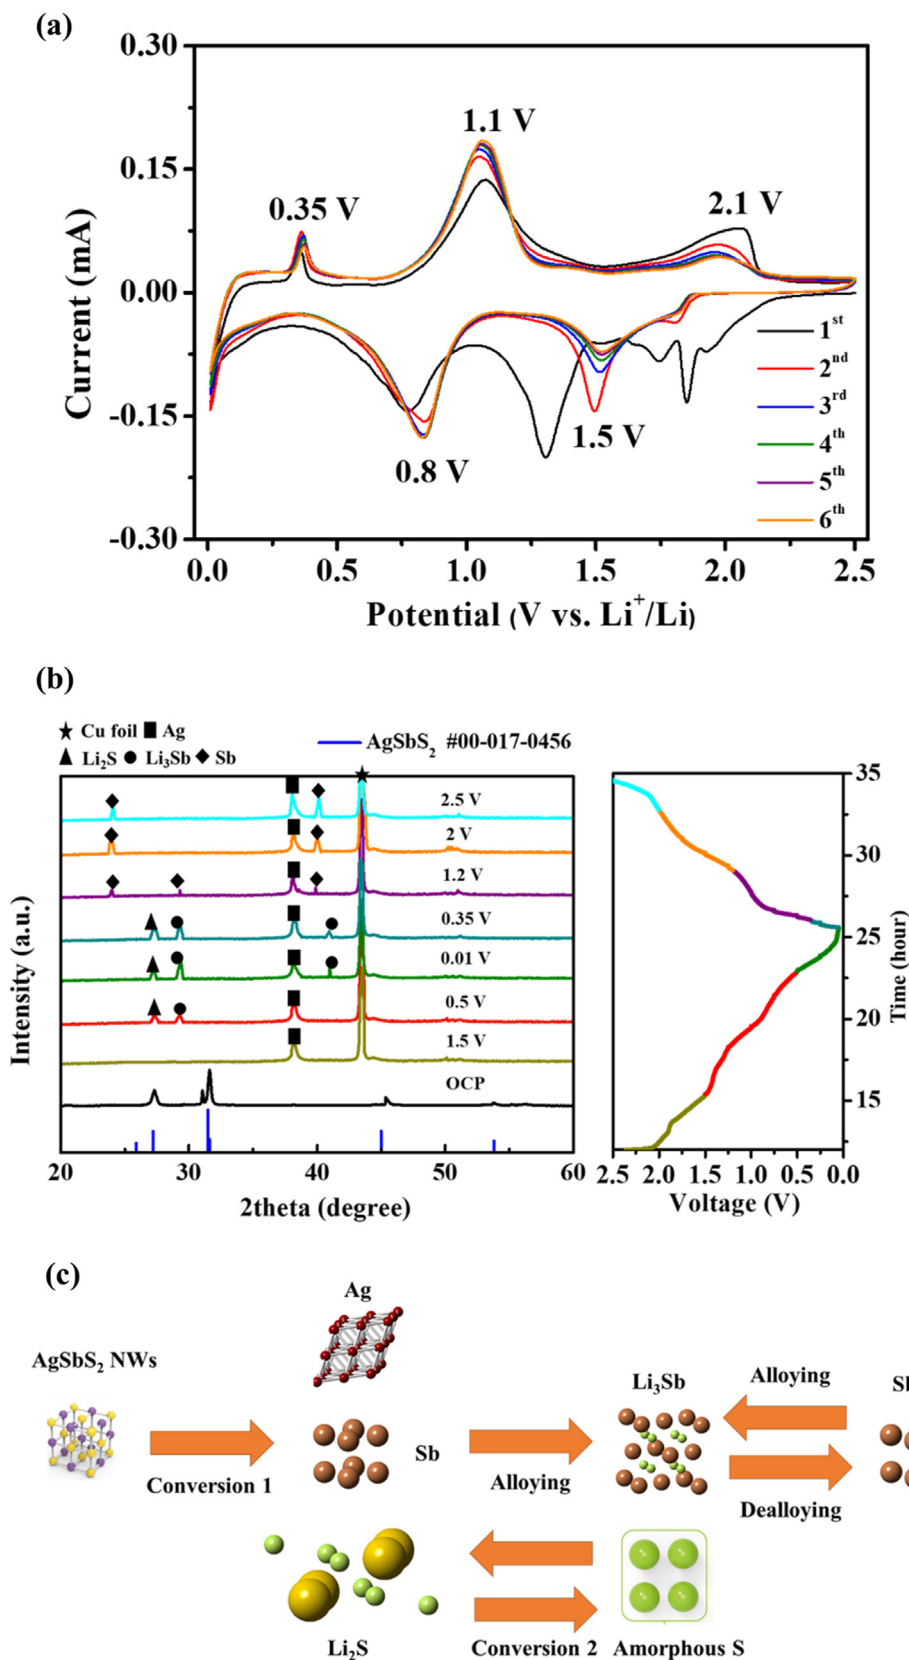 (a)
0.30
0.15
0.00
-0.15
-0.30
Current (mA)
0.35 V
1.1 V
2.1 V
0.8 V
1.5 V
1st
2nd
3rd
4th
5th
6th
0.0 0.5 1.0 1.5 2.0 2.5
Potential (V vs. Li+/Li)
(b)
★ Cu foil ■ Ag
▲ Li2S ● Li3Sb ◆ Sb
AgSbS2 #00-017-0456
Intensity (a.u.)
2.5 V
2 V
1.2 V
0.35 V
0.01 V
0.5 V
1.5 V
OCP
20 30 40 50 60
2theta (degree)
35
30
25
20
15
Time (hour)
2.5 2.0 1.5 1.0 0.5 0.0
Voltage (V)
(c)
Ag
AgSbS2 NWs
Conversion 1
Sb
Alloying
Li3Sb
Alloying
Dealloying
Li2S
Conversion 2
Amorphous S